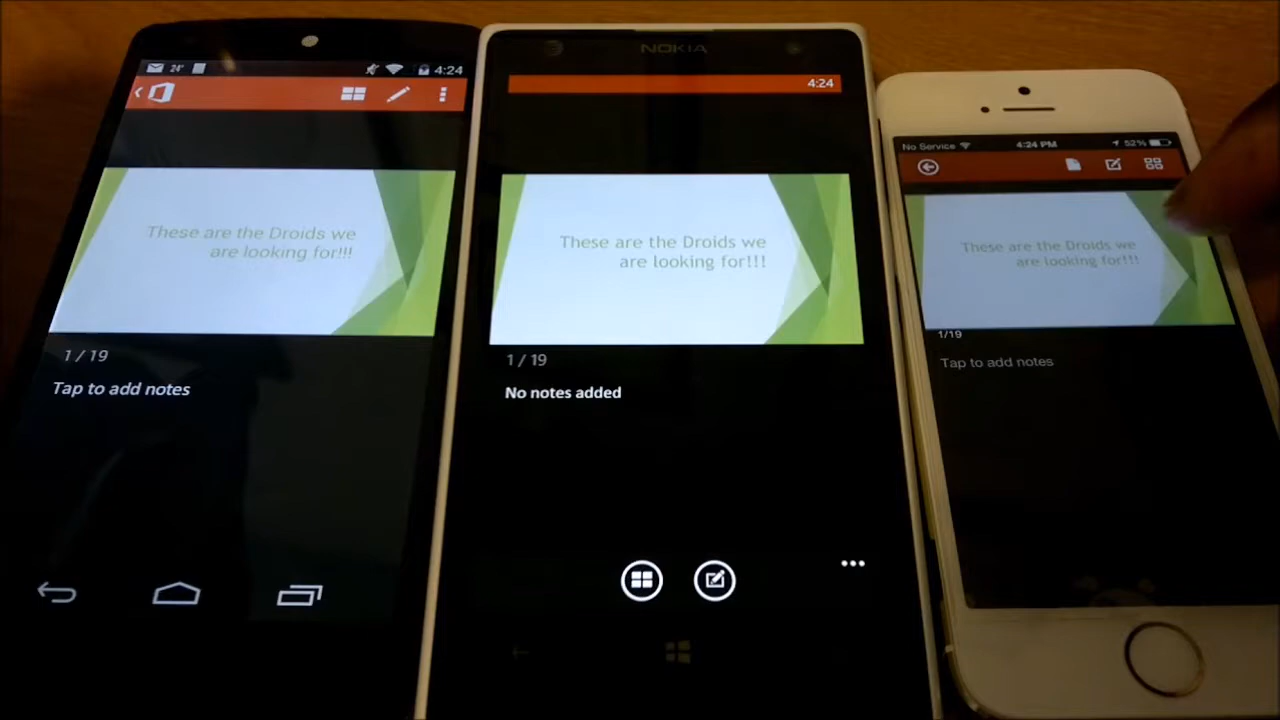 24°
4:24
These are the Droids we
are looking for!!!
1 / 19
Tap to add notes
NOKIA
4:24
These are the Droids we
are looking for!!!
1 / 19
No notes added
No Service
4:24 PM
52%
These are the Droids we
are looking for!!!
1/19
Tap to add notes